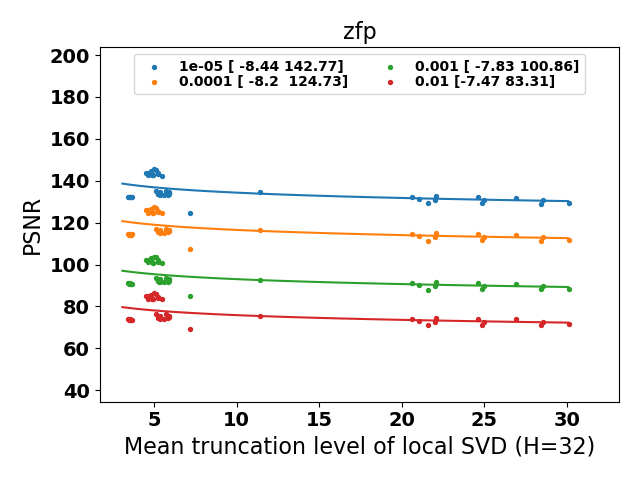 zfp
200
180
160
140
120
100
80
60
40
PSNR
1e-05 [ -8.44 142.77]
0.0001 [ -8.2  124.73]
0.001 [ -7.83 100.86]
0.01 [-7.47 83.31]
5 10 15 20 25 30
Mean truncation level of local SVD (H=32)